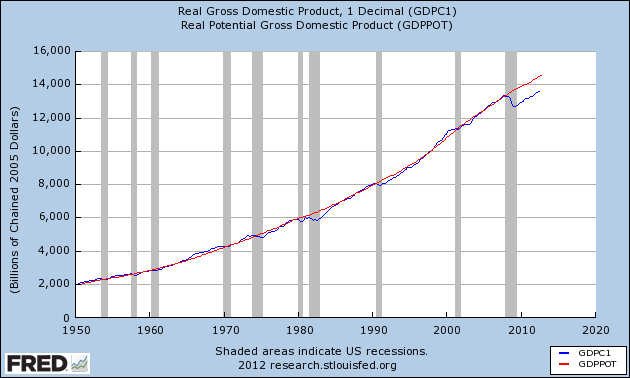 Real Gross Domestic Product, 1 Decimal (GDPC1)
Real Potential Gross Domestic Product (GDPPOT)
16,000
14,000
12,000
10,000
8,000
6,000
4,000
2,000
0
(Billions of Chained 2005 Dollars)
1950 1960 1970 1980 1990 2000 2010 2020
Shaded areas indicate US recessions.
2012 research.stlouisfed.org
FRED
GDPC1
GDPPOT